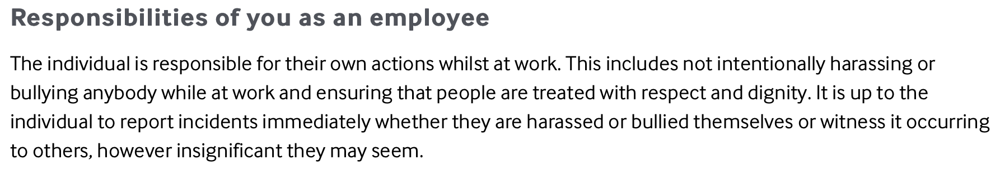 Responsibilities of you as an employee
The individual is responsible for their own actions whilst at work. This includes not intentionally harassing or
bullying anybody while at work and ensuring that people are treated with respect and dignity. It is up to the
individual to report incidents immediately whether they are harassed or bullied themselves or witness it occurring
to others, however insignificant they may seem.